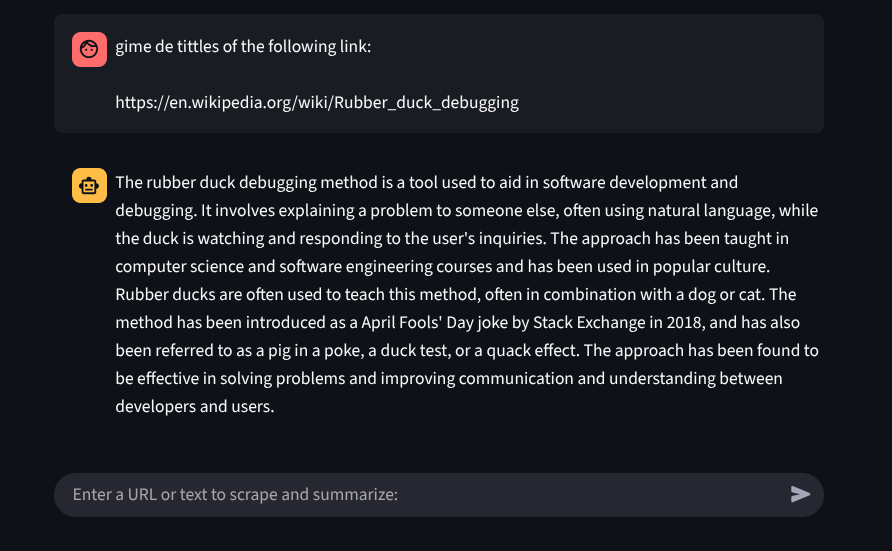 gime de tittles of the following link:
https://en.wikipedia.org/wiki/Rubber_duck_debugging
The rubber duck debugging method is a tool used to aid in software development and
debugging. It involves explaining a problem to someone else, often using natural language, while
the duck is watching and responding to the user's inquiries. The approach has been taught in
computer science and software engineering courses and has been used in popular culture.
Rubber ducks are often used to teach this method, often in combination with a dog or cat. The
method has been introduced as a April Fools' Day joke by Stack Exchange in 2018, and has also
been referred to as a pig in a poke, a duck test, or a quack effect. The approach has been found to
be effective in solving problems and improving communication and understanding between
developers and users.
Enter a URL or text to scrape and summarize: